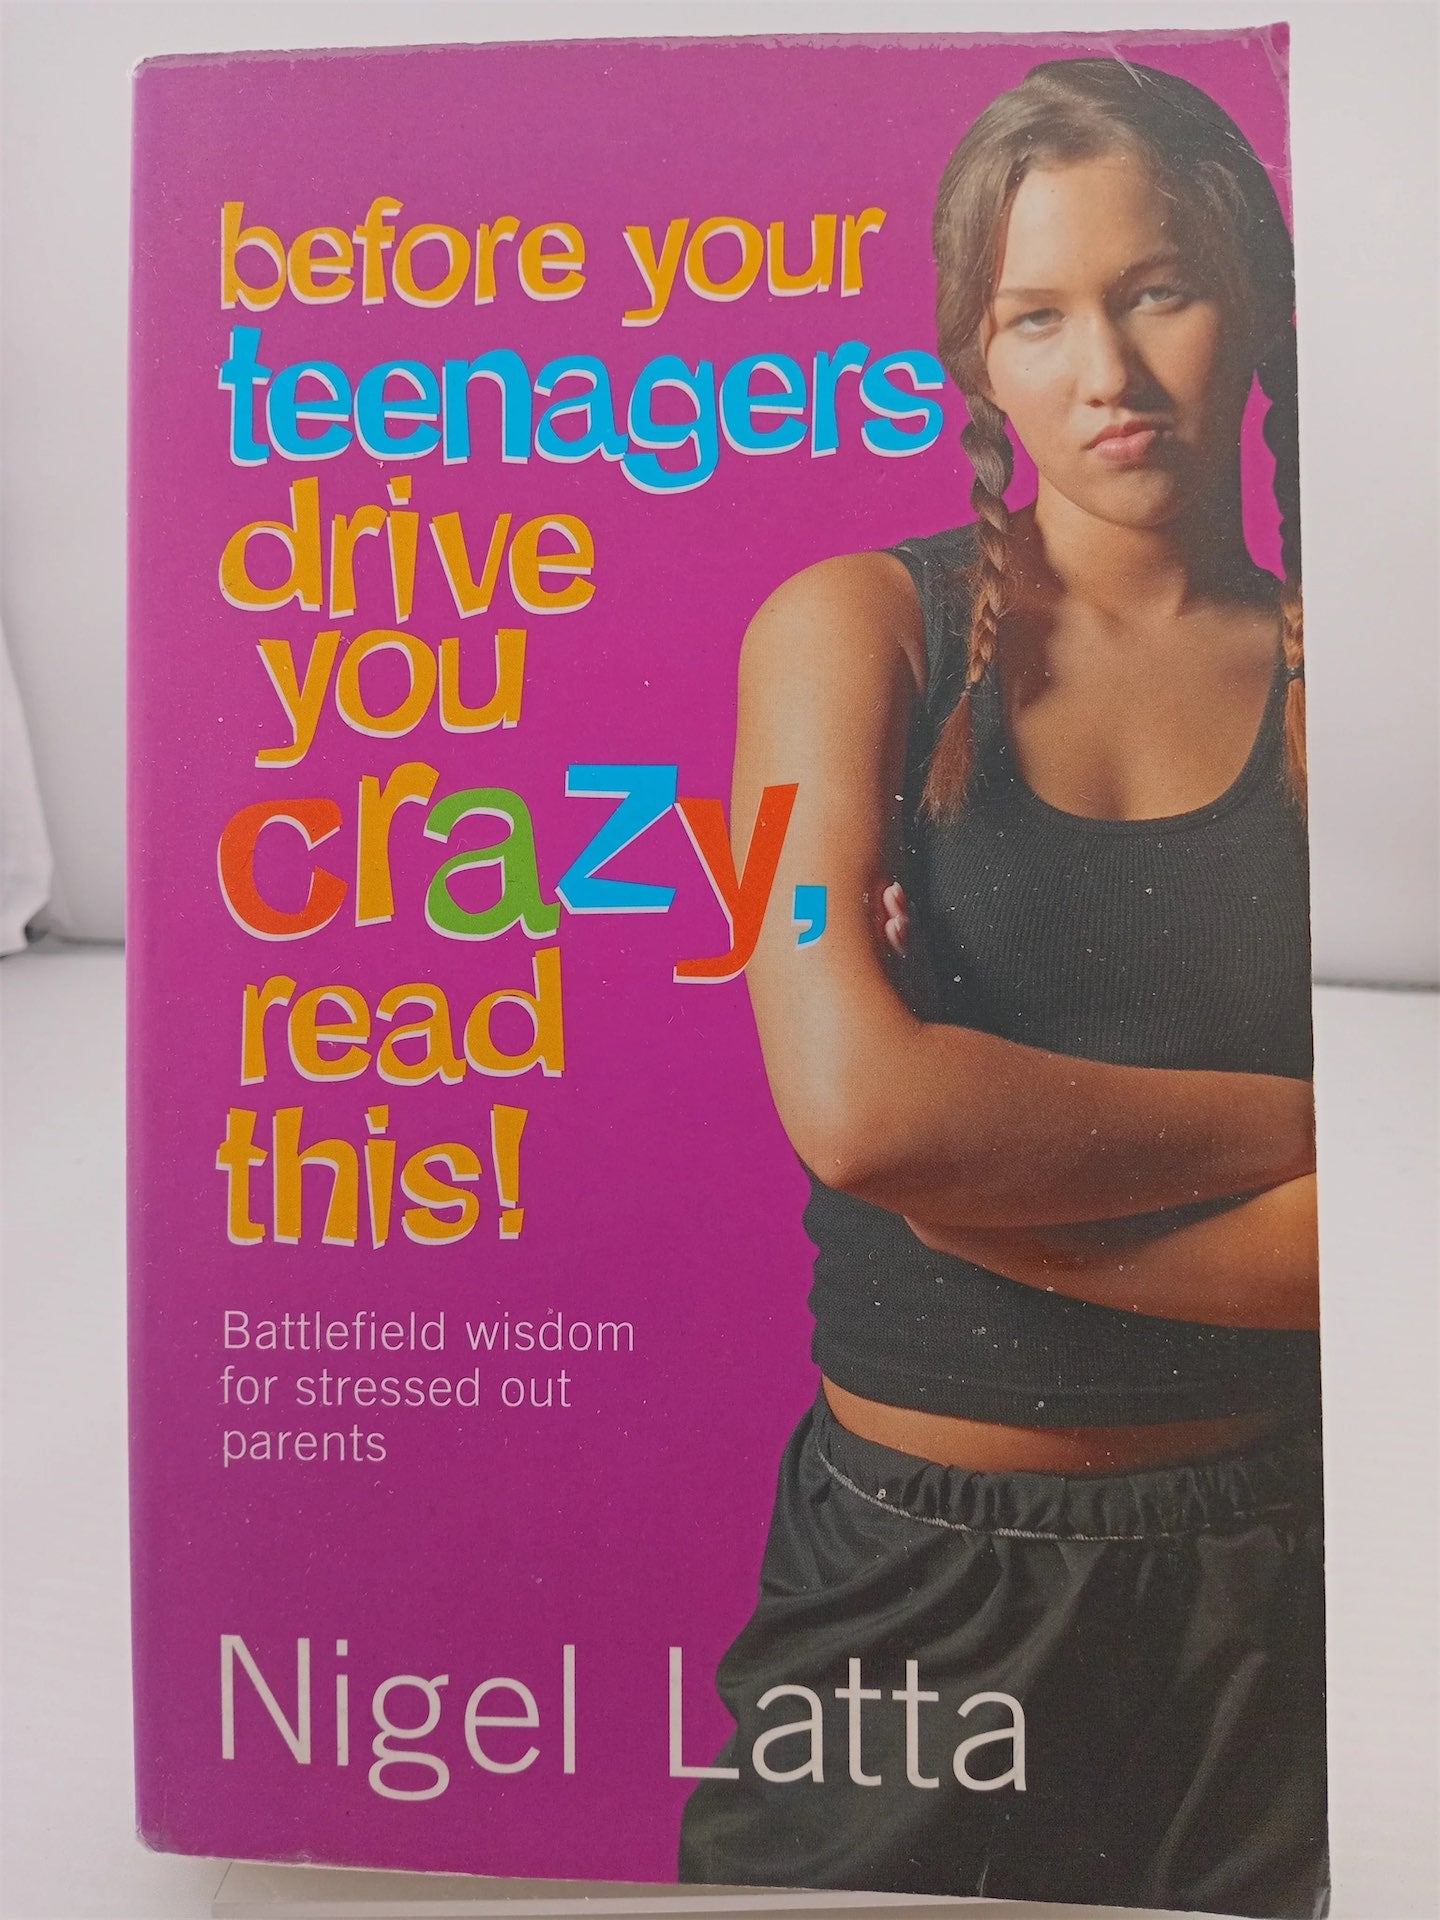 before your
teenagers
drive
you
crazy,
read
this!
Battlefield wisdom
for stressed out
parents
Nigel Latta